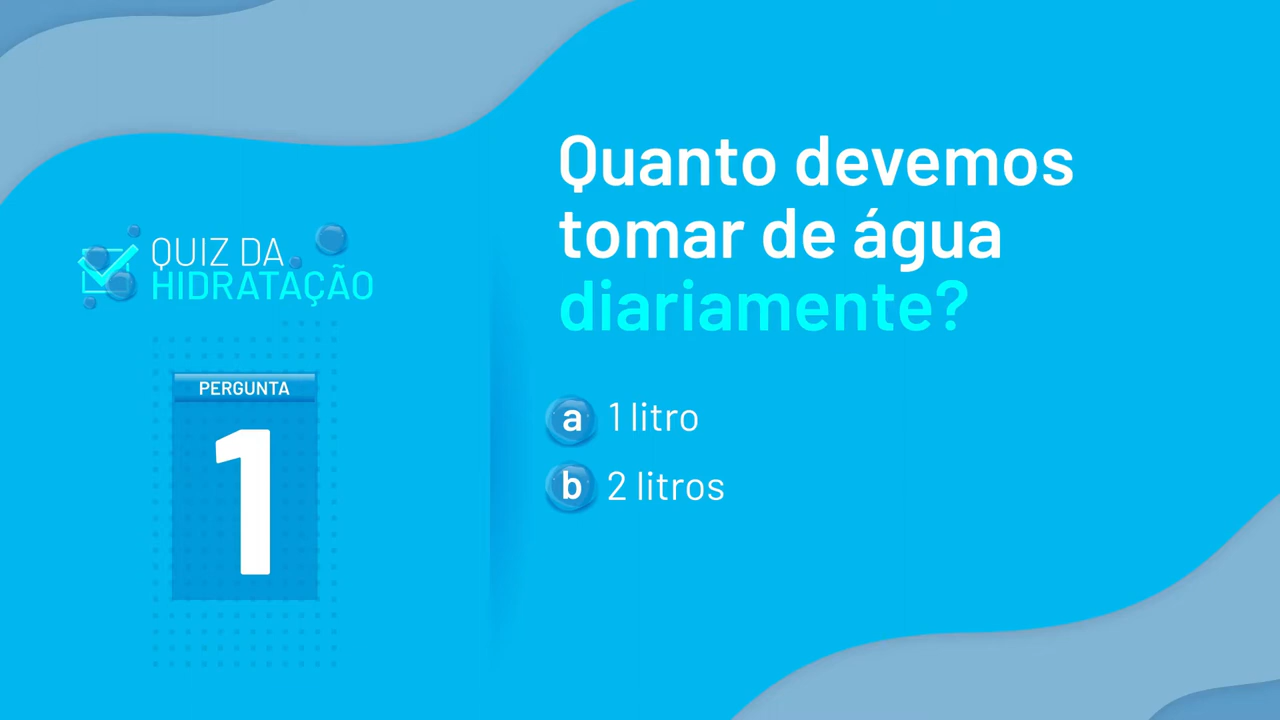 QUIZ DA
HIDRATAÇÃO
PERGUNTA
1
Quanto devemos
tomar de água
diariamente?
a 1 litro
b 2 litros